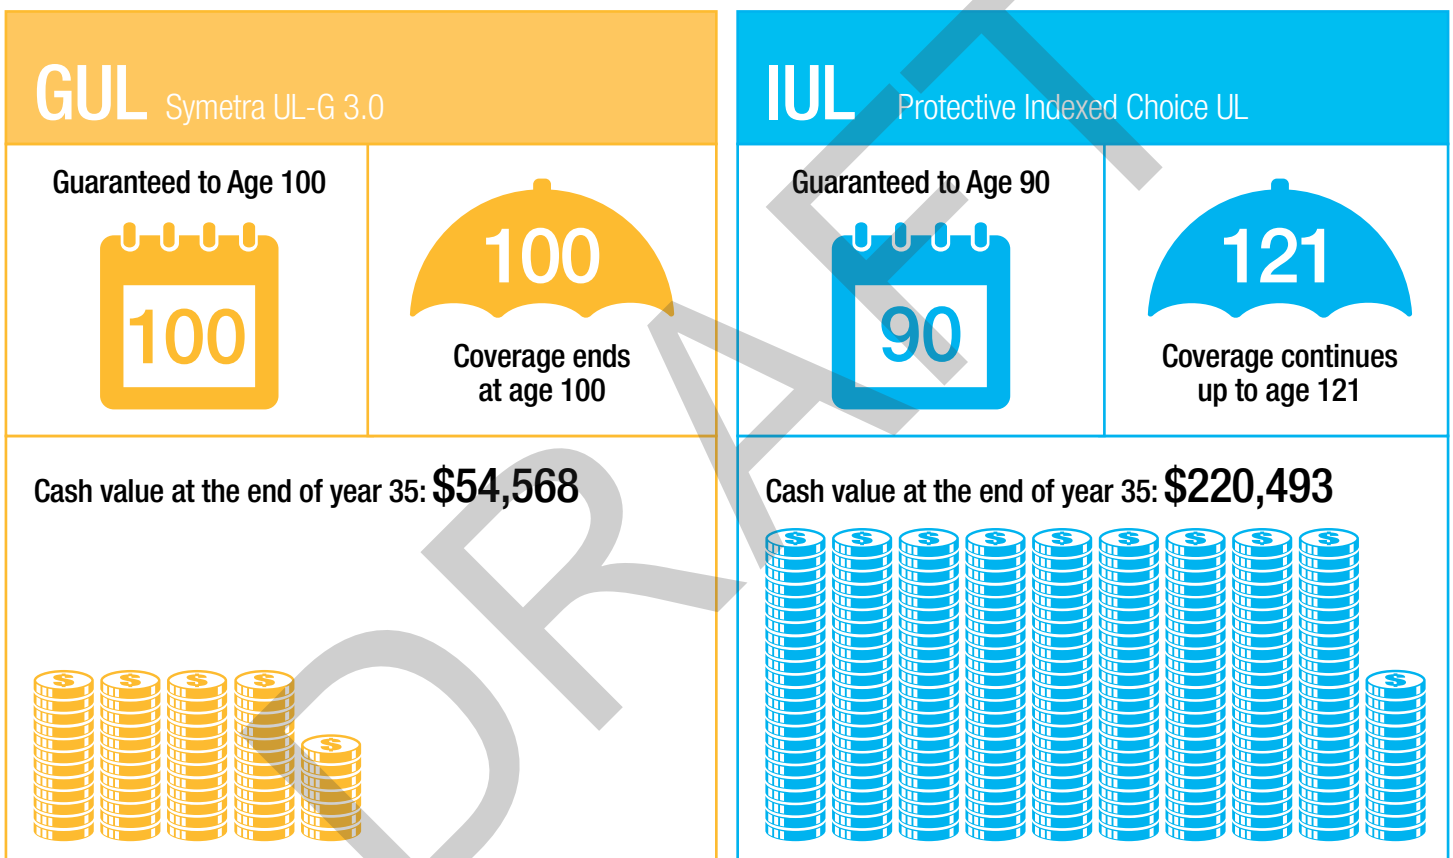 GUL Symetra UL-G 3.0
Guaranteed to Age 100
100
100
Coverage ends
at age 100
Cash value at the end of year 35: $54,568
$ $ $ $ $
IUL Protective Indexed Choice UL
Guaranteed to Age 90
90
121
Coverage continues
up to age 121
Cash value at the end of year 35: $220,493
$ $ $ $ $ $ $ $ $ $
DRAFT